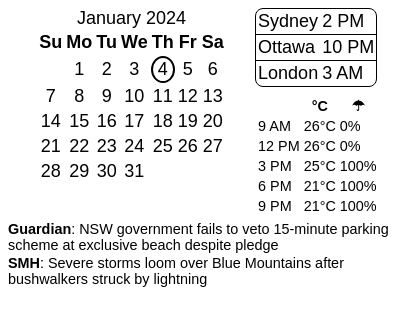 January 2024
Su Mo Tu We Th Fr Sa
1 2 3 4 5 6
7 8 9 10 11 12 13
14 15 16 17 18 19 20
21 22 23 24 25 26 27
28 29 30 31
Sydney 2 PM
Ottawa 10 PM
London 3 AM
°C ☂
9 AM 26°C 0%
12 PM 26°C 0%
3 PM 25°C 100%
6 PM 21°C 100%
9 PM 21°C 100%
Guardian: NSW government fails to veto 15-minute parking
scheme at exclusive beach despite pledge
SMH: Severe storms loom over Blue Mountains after
bushwalkers struck by lightning